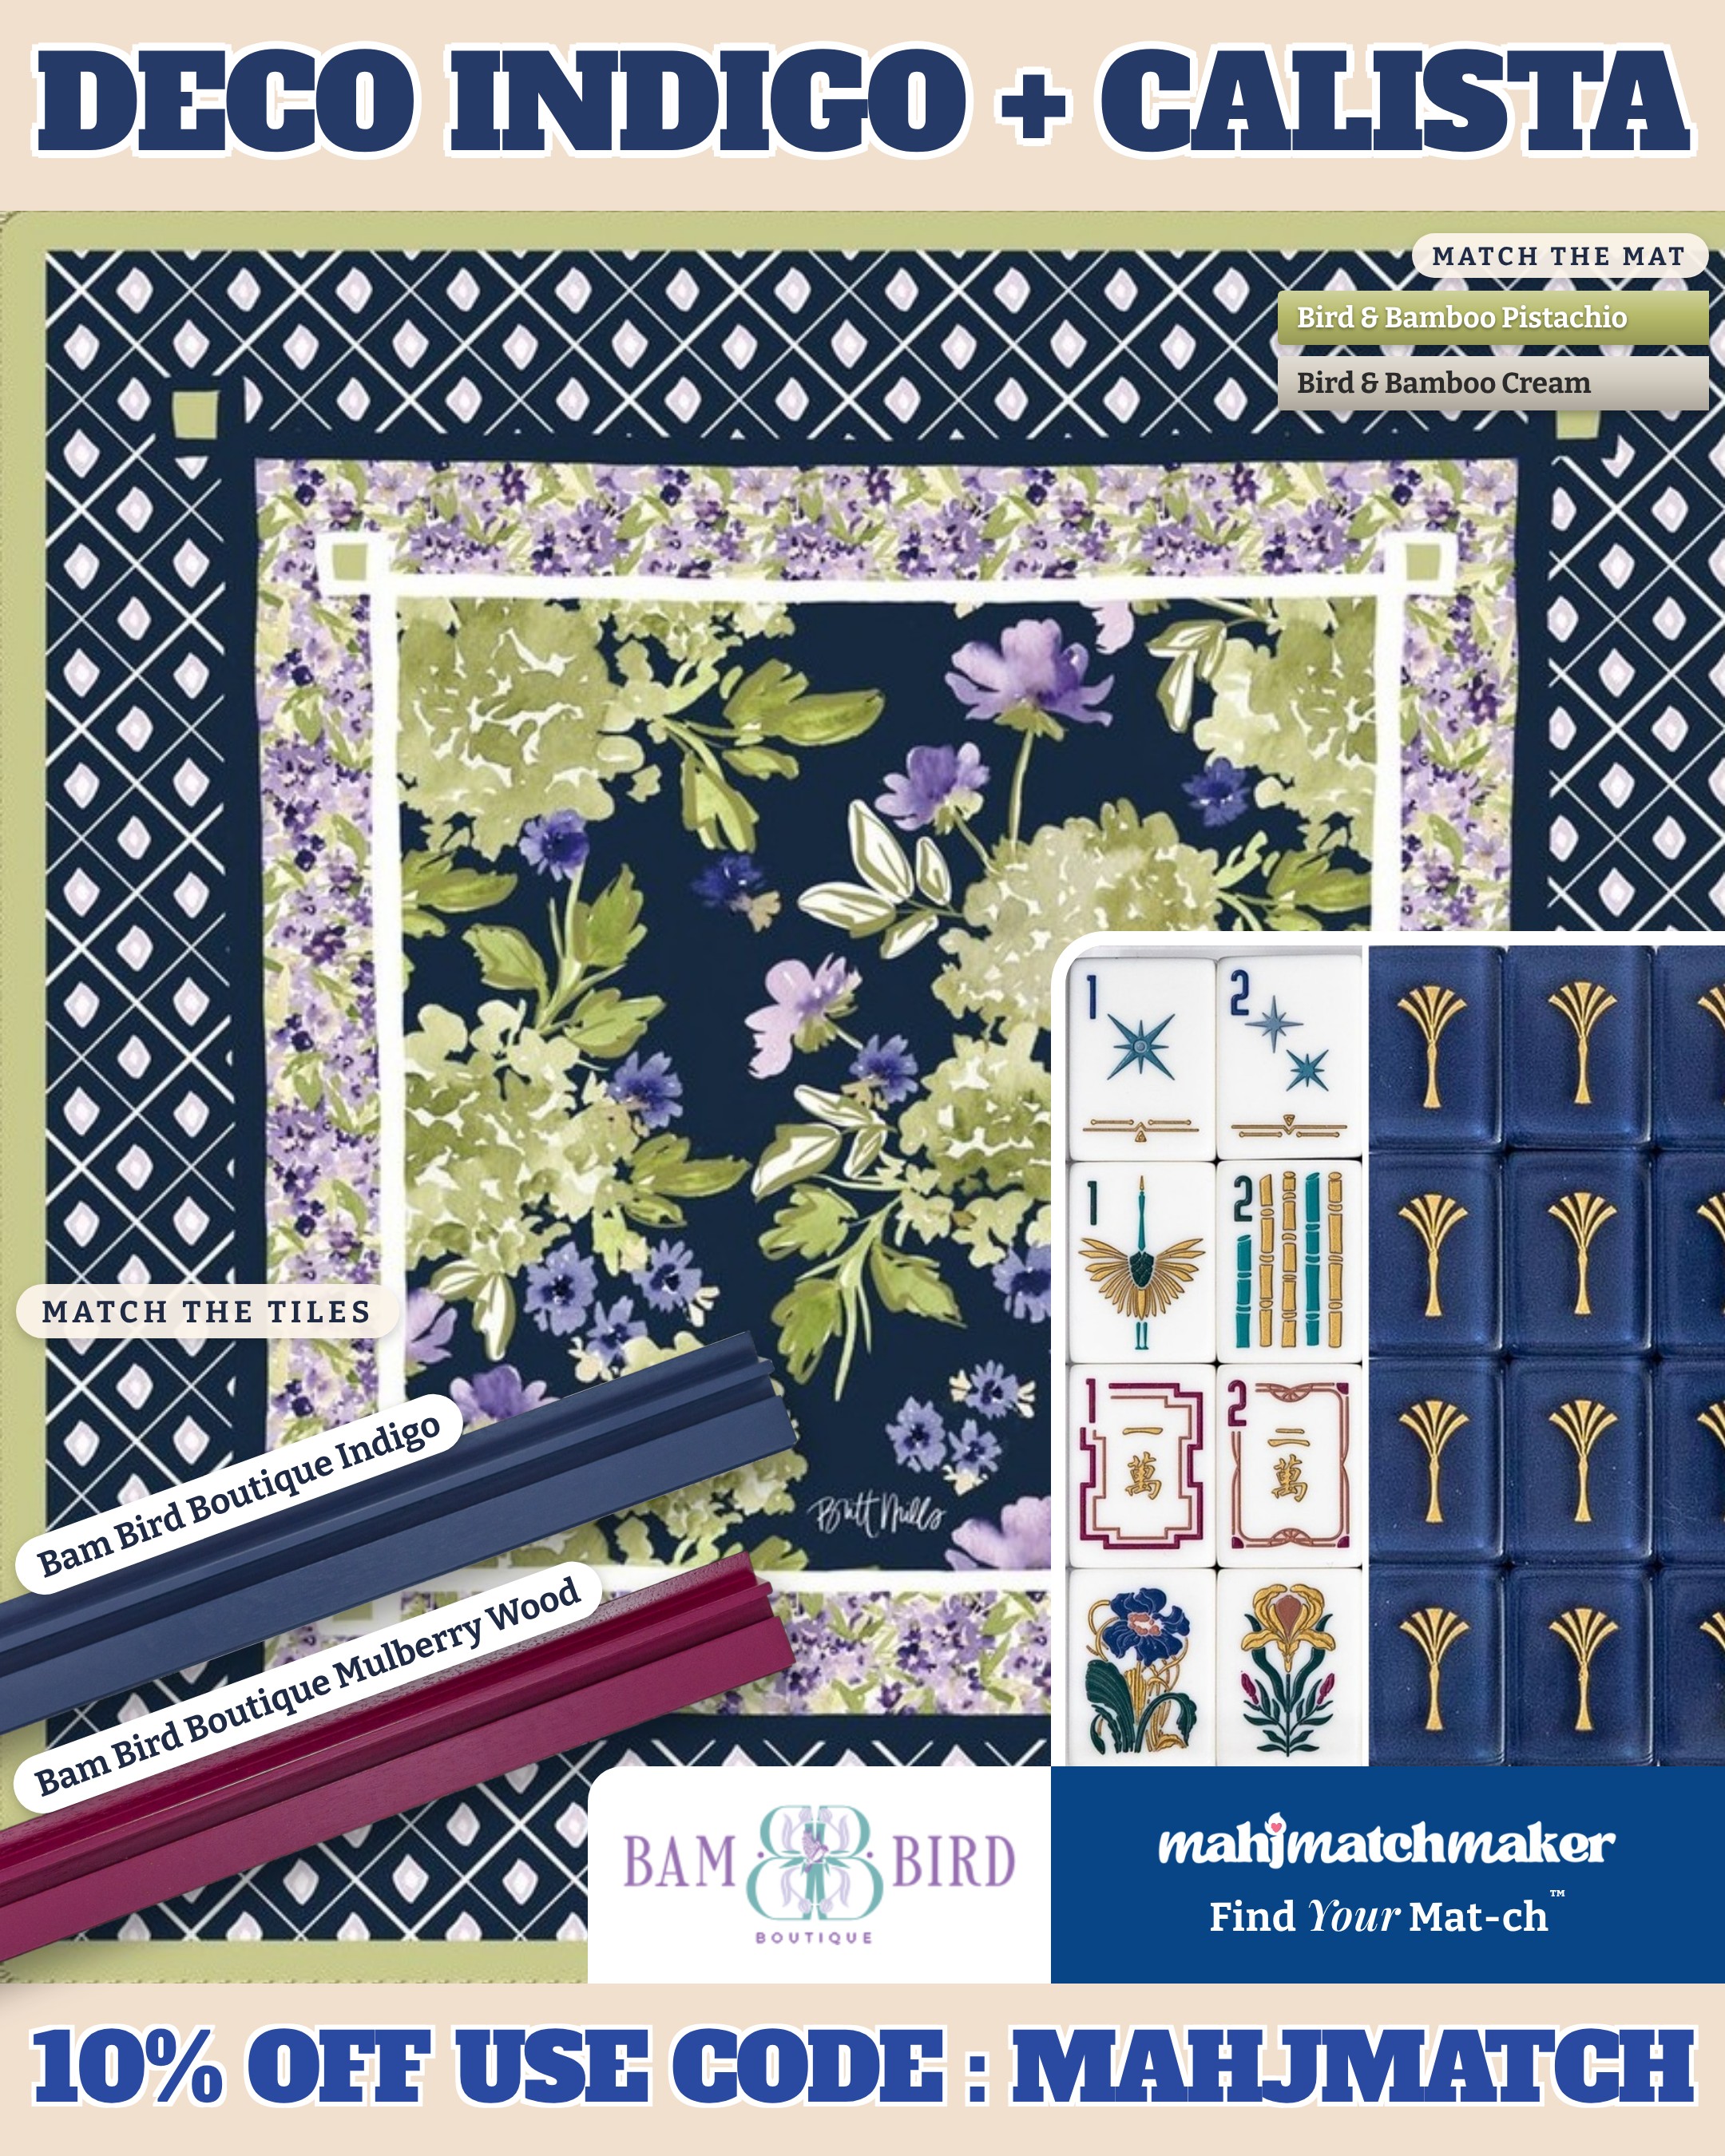 DECO INDIGO + CALISTA
MATCH THE MAT
Bird & Bamboo Pistachio
Bird & Bamboo Cream
1 2
1 2
1 2
一 二
萬 萬
MATCH THE TILES
Bam Bird Boutique Indigo
Bam Bird Boutique Mulberry Wood
Britt Mills
BAM BIRD
BOUTIQUE
mahjmatchmaker
Find Your Mat-ch™
10% OFF USE CODE : MAHJMATCH